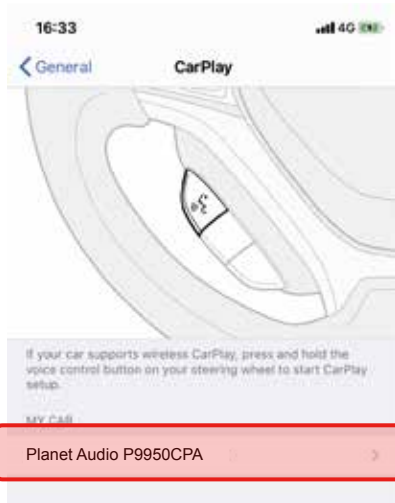 16:33
4G
General
CarPlay
If your car supports wireless CarPlay, press and hold the
voice control button on your steering wheel to start CarPlay
setup.
MY CAR
Planet Audio P9950CPA